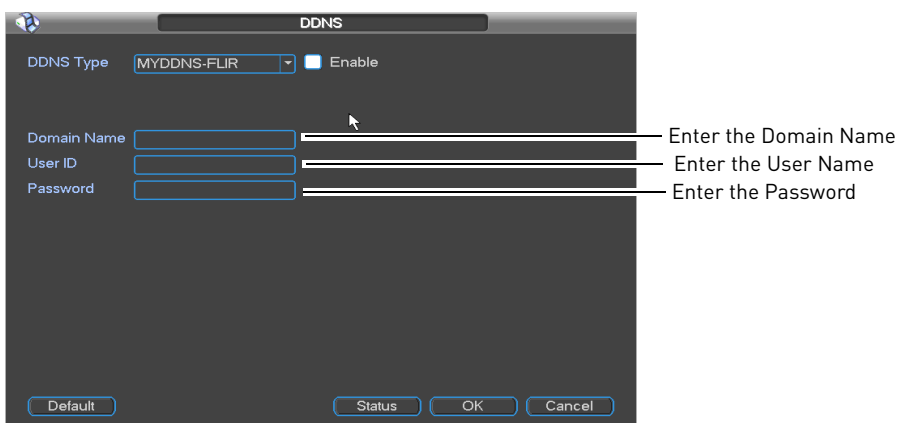 DDNS
DDNS Type MYDDNS-FLIR Enable
Domain Name Enter the Domain Name
User ID Enter the User Name
Password Enter the Password
Default Status OK Cancel